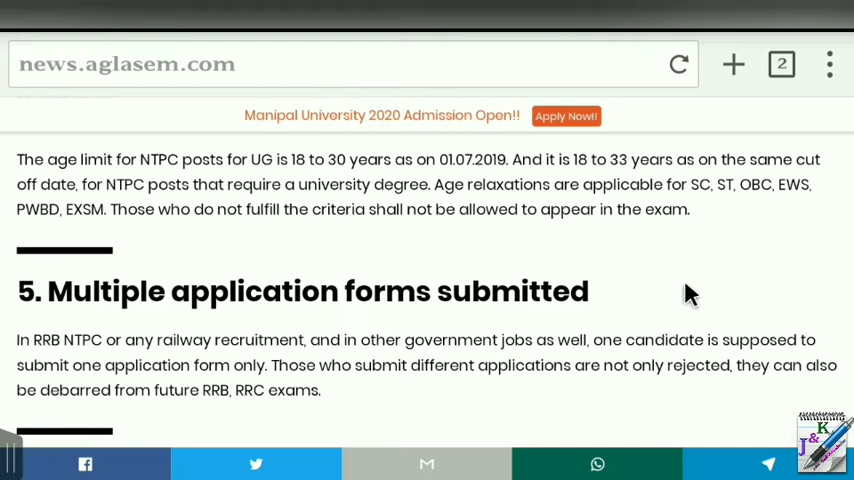 news.aglasem.com
2
Manipal University 2020 Admission Open!! Apply Now!!
The age limit for NTPC posts for UG is 18 to 30 years as on 01.07.2019. And it is 18 to 33 years as on the same cut
off date, for NTPC posts that require a university degree. Age relaxations are applicable for SC, ST, OBC, EWS,
PWBD, EXSM. Those who do not fulfill the criteria shall not be allowed to appear in the exam.
5. Multiple application forms submitted
In RRB NTPC or any railway recruitment, and in other government jobs as well, one candidate is supposed to
submit one application form only. Those who submit different applications are not only rejected, they can also
be debarred from future RRB, RRC exams.
J&K